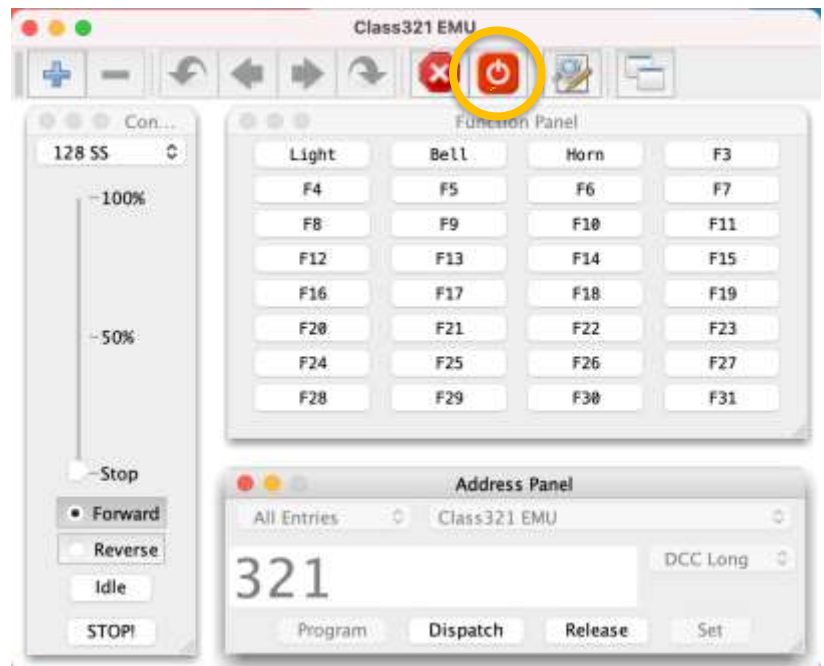 Class321 EMU
Con...
128 SS
100%
50%
Stop
Forward
Reverse
Idle
STOP!
Function Panel
Light Bell Horn F3
F4 F5 F6 F7
F8 F9 F10 F11
F12 F13 F14 F15
F16 F17 F18 F19
F20 F21 F22 F23
F24 F25 F26 F27
F28 F29 F30 F31
Address Panel
All Entries Class321 EMU
321 DCC Long
Program Dispatch Release Set